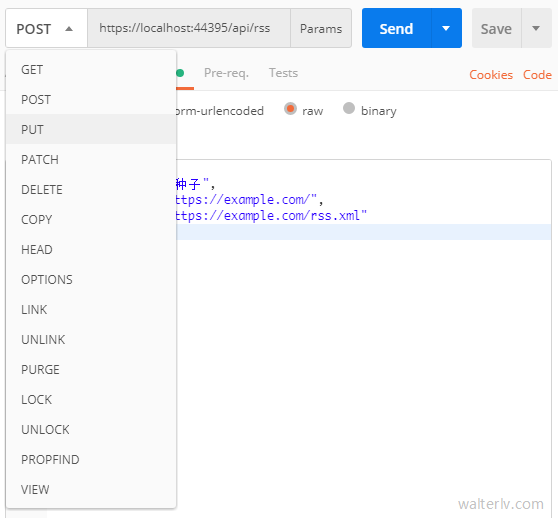 POST https://localhost:44395/api/rss Params Send Save
Pre-req. Tests Cookies Code
GET
POST
orm-urlencoded raw binary
PUT
PATCH
种子",
DELETE
ttps://example.com/",
COPY
ttps://example.com/rss.xml"
HEAD
OPTIONS
LINK
UNLINK
PURGE
LOCK
UNLOCK
PROPFIND
VIEW
walterlv.com